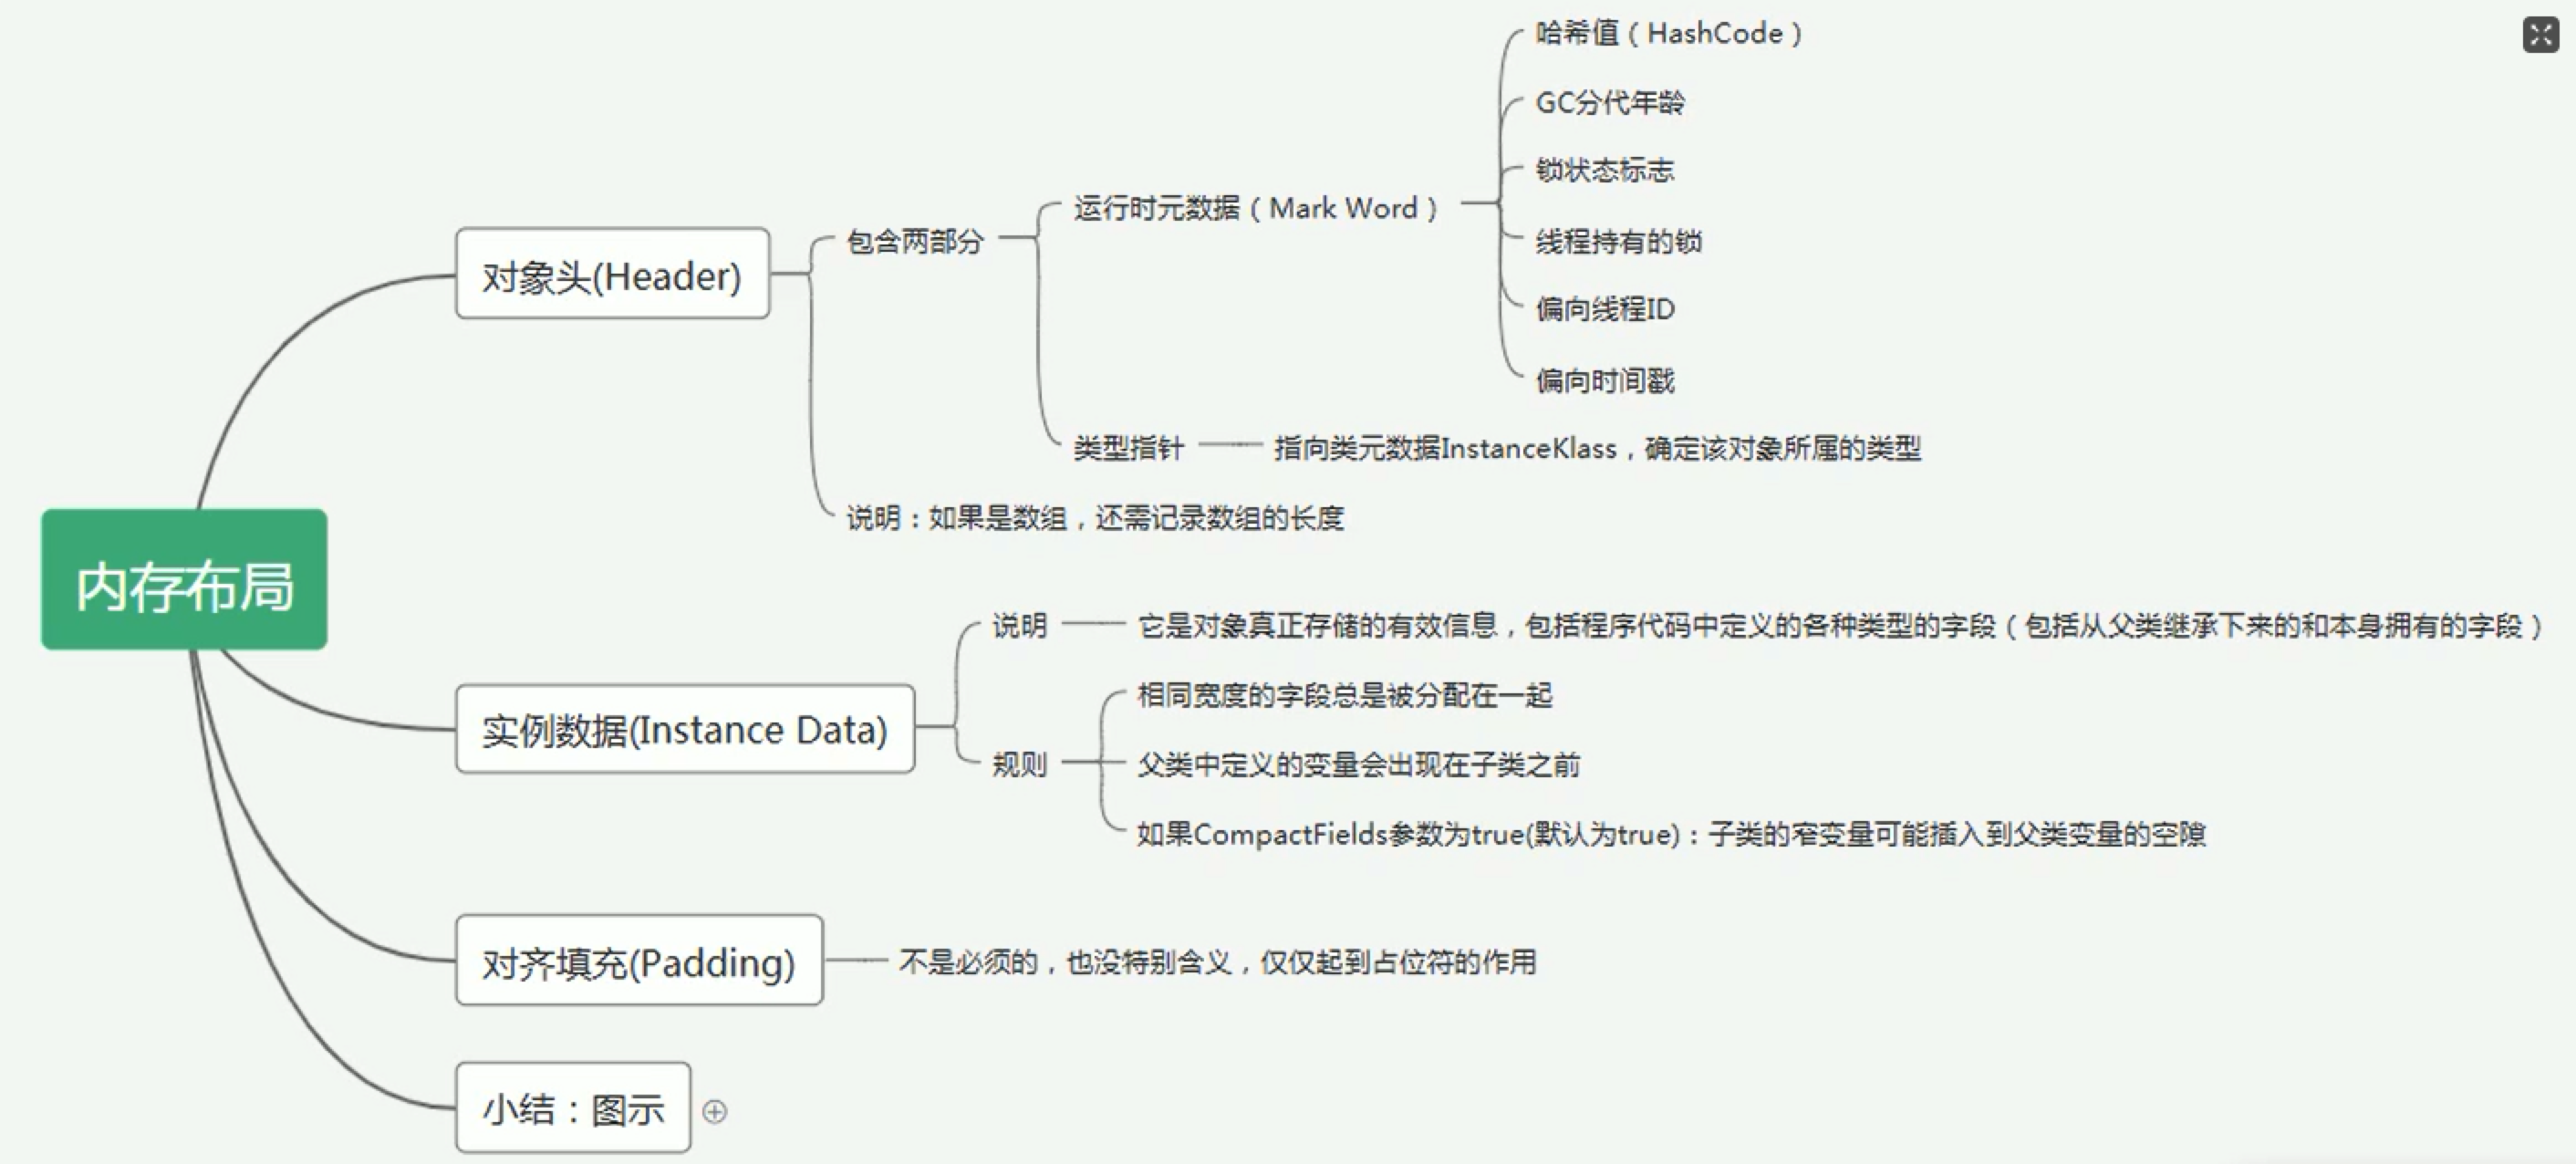 内存布局
对象头(Header)
包含两部分
运行时元数据（Mark Word）
哈希值（HashCode）
GC分代年龄
锁状态标志
线程持有的锁
偏向线程ID
偏向时间戳
类型指针
指向类元数据InstanceKlass，确定该对象所属的类型
说明：如果是数组，还需记录数组的长度
实例数据(Instance Data)
说明
它是对象真正存储的有效信息，包括程序代码中定义的各种类型的字段（包括从父类继承下来的和本身拥有的字段）
规则
相同宽度的字段总是被分配在一起
父类中定义的变量会出现在子类之前
如果CompactFields参数为true(默认为true)：子类的窄变量可能插入到父类变量的空隙
对齐填充(Padding)
不是必须的，也没特别含义，仅仅起到占位符的作用
小结：图示